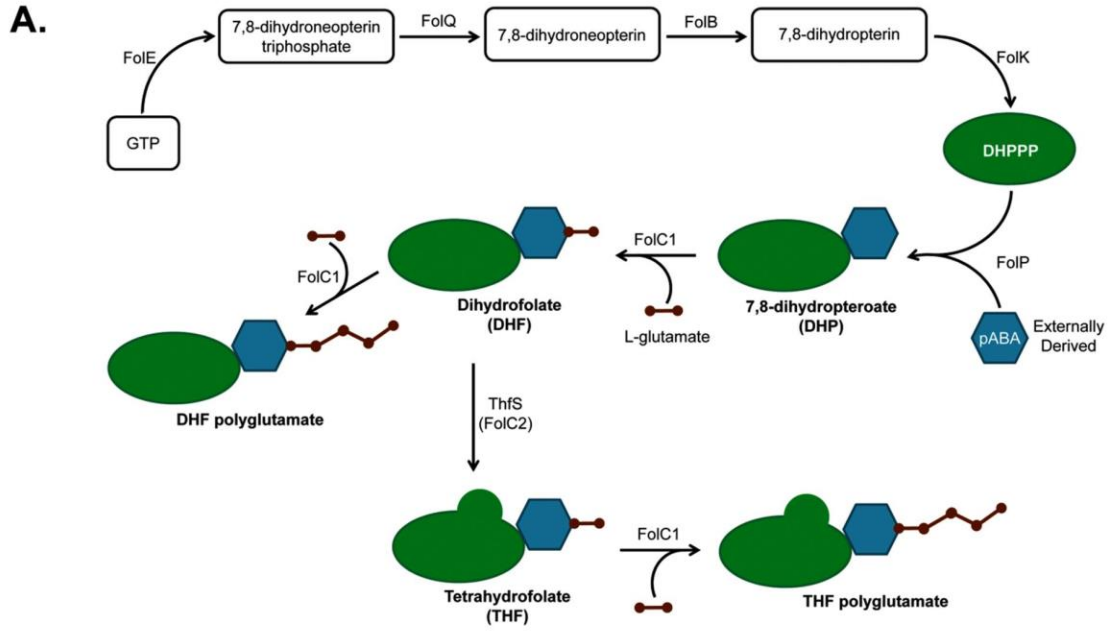 A.
FolE
7,8-dihydroneopterin
triphosphate
FolQ
7,8-dihydroneopterin
FolB
7,8-dihydropterin
FolK
GTP
DHPPP
FolC1
Dihydrofolate
(DHF)
FolC1
L-glutamate
7,8-dihydropteroate
(DHP)
FolP
pABA
Externally
Derived
DHF polyglutamate
ThfS
(FolC2)
Tetrahydrofolate
(THF)
FolC1
THF polyglutamate